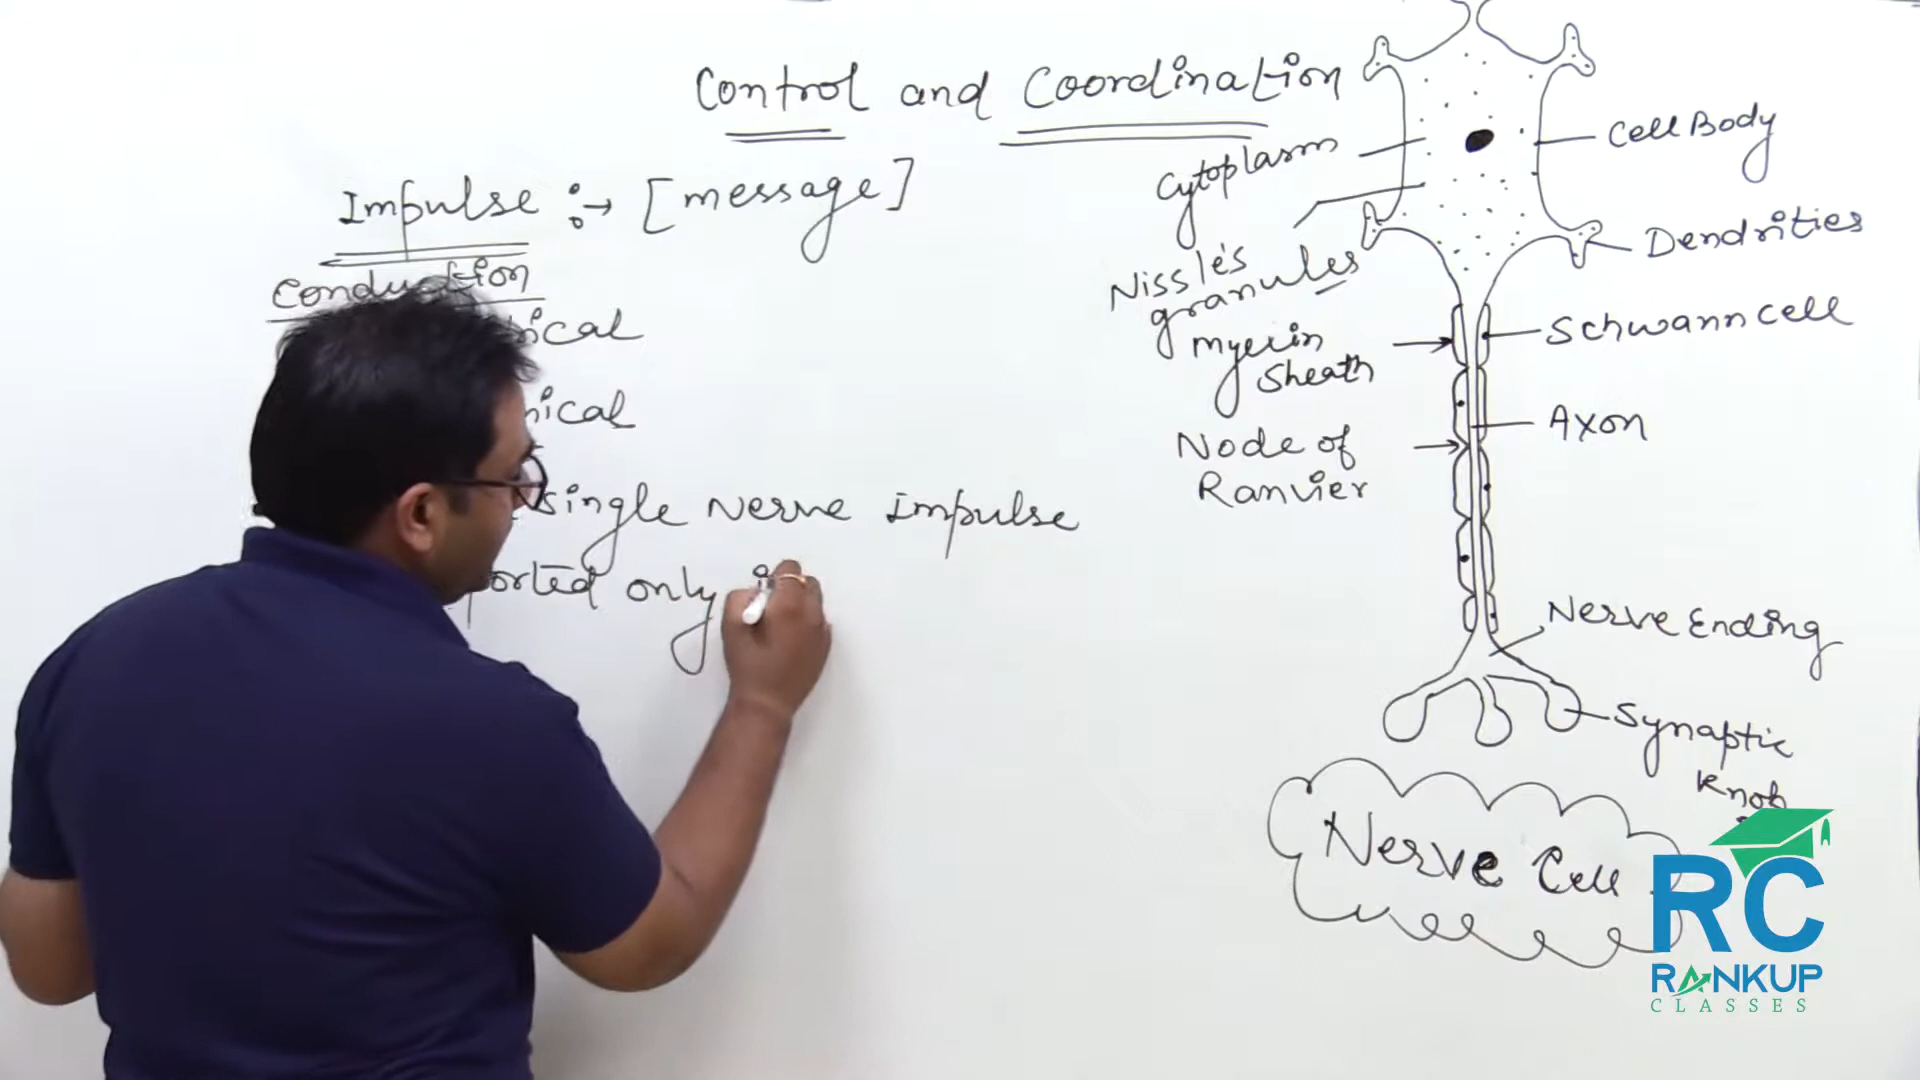 Control and Coordination
Impulse :→ [message]
Conduction
ical
nical
single Nerve Impulse
ported only
Cytoplasm
Cell Body
Nissle's
granules
Dendrities
Myelin
Sheath
Schwann cell
Node of
Ranvier
Axon
Nerve Ending
Synaptic
Knob
Nerve Cell
RC
RANKUP
CLASSES